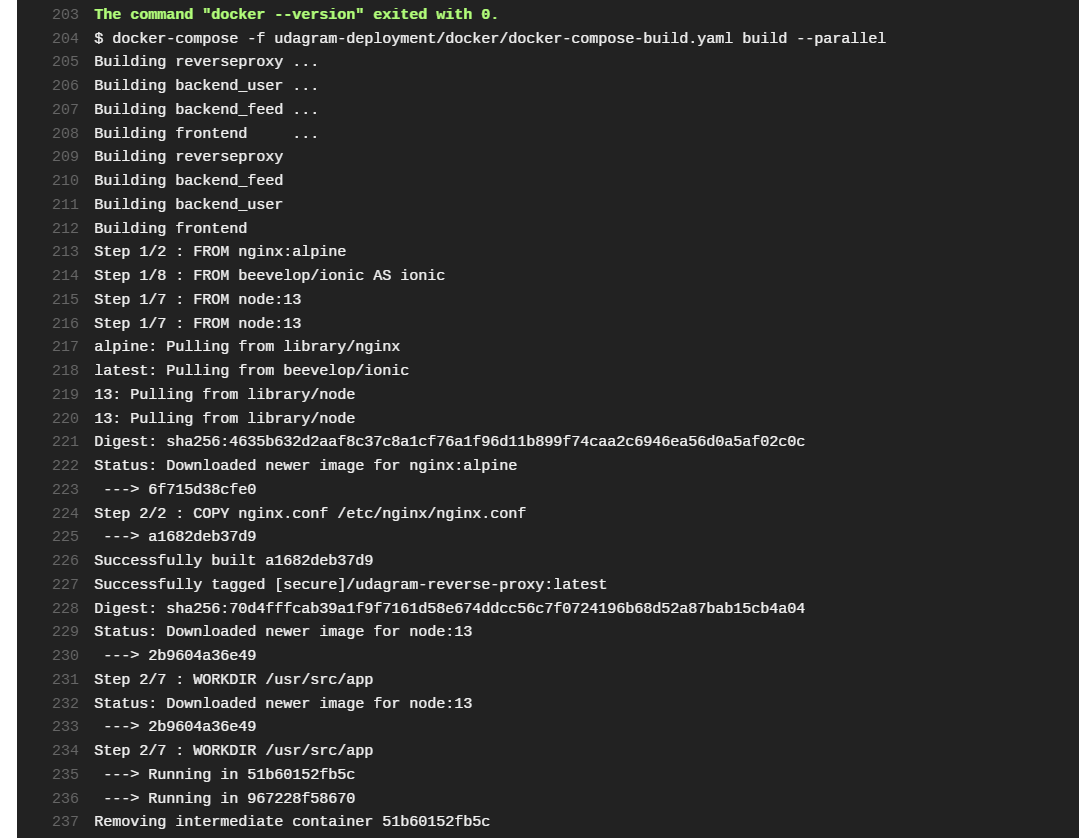 203 The command "docker --version" exited with 0.
204 $ docker-compose -f udagram-deployment/docker/docker-compose-build.yaml build --parallel
205 Building reverseproxy ...
206 Building backend_user ...
207 Building backend_feed ...
208 Building frontend     ...
209 Building reverseproxy
210 Building backend_feed
211 Building backend_user
212 Building frontend
213 Step 1/2 : FROM nginx:alpine
214 Step 1/8 : FROM beevelop/ionic AS ionic
215 Step 1/7 : FROM node:13
216 Step 1/7 : FROM node:13
217 alpine: Pulling from library/nginx
218 latest: Pulling from beevelop/ionic
219 13: Pulling from library/node
220 13: Pulling from library/node
221 Digest: sha256:4635b632d2aaf8c37c8a1cf76a1f96d11b899f74caa2c6946ea56d0a5af02c0c
222 Status: Downloaded newer image for nginx:alpine
223  ---> 6f715d38cfe0
224 Step 2/2 : COPY nginx.conf /etc/nginx/nginx.conf
225  ---> a1682deb37d9
226 Successfully built a1682deb37d9
227 Successfully tagged [secure]/udagram-reverse-proxy:latest
228 Digest: sha256:70d4fffcab39a1f9f7161d58e674ddcc56c7f0724196b68d52a87bab15cb4a04
229 Status: Downloaded newer image for node:13
230  ---> 2b9604a36e49
231 Step 2/7 : WORKDIR /usr/src/app
232 Status: Downloaded newer image for node:13
233  ---> 2b9604a36e49
234 Step 2/7 : WORKDIR /usr/src/app
235  ---> Running in 51b60152fb5c
236  ---> Running in 967228f58670
237 Removing intermediate container 51b60152fb5c